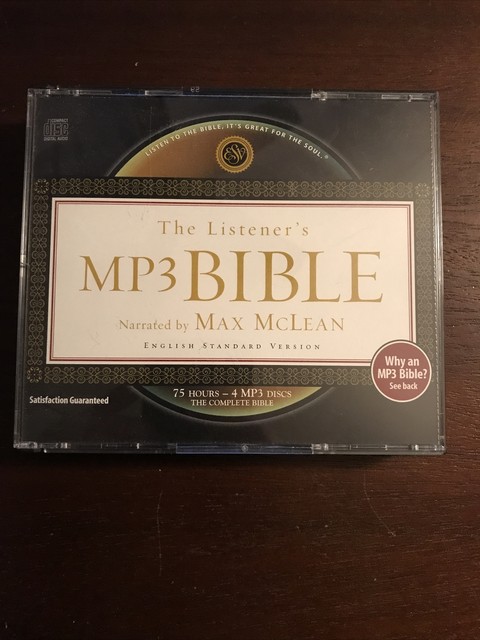 COMPACT
DISC
DIGITAL AUDIO
LISTEN TO THE BIBLE. IT'S GREAT FOR THE SOUL.®
ESV
The Listener's
MP3 BIBLE
Narrated by MAX MCLEAN
ENGLISH STANDARD VERSION
Why an
MP3 Bible?
See back
75 HOURS – 4 MP3 DISCS
THE COMPLETE BIBLE
Satisfaction Guaranteed